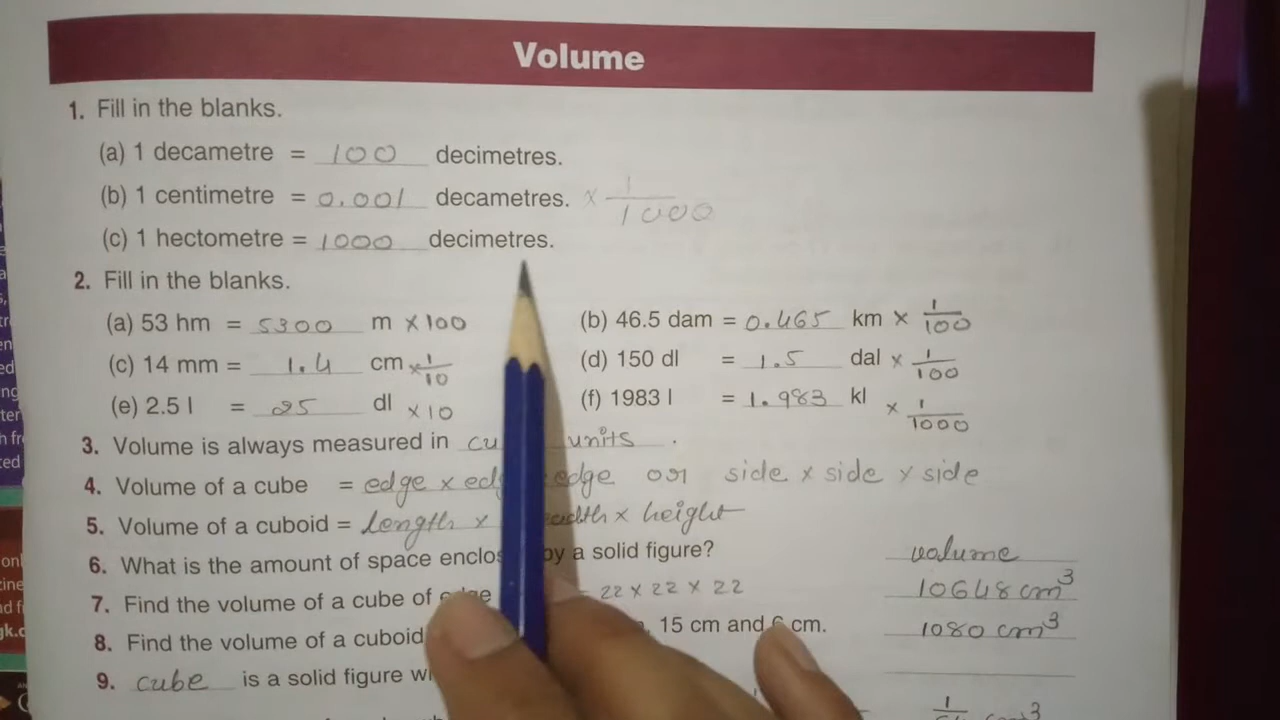 Volume
1. Fill in the blanks.
(a) 1 decametre = 100 decimetres.
(b) 1 centimetre = 0.001 decametres. × 1/1000
(c) 1 hectometre = 1000 decimetres.
2. Fill in the blanks.
(a) 53 hm = 5300 m ×100 (b) 46.5 dam = 0.465 km × 1/100
(c) 14 mm = 1.4 cm × 1/10 (d) 150 dl = 1.5 dal × 1/100
(e) 2.5 l = 25 dl ×10 (f) 1983 l = 1.983 kl × 1/1000
3. Volume is always measured in units.
4. Volume of a cube = edge × edge or side × side × side
5. Volume of a cuboid = length × × height
6. What is the amount of space by a solid figure? volume
7. Find the volume of a cube of = 22 × 22 × 22 10648 cm³
8. Find the volume of a cuboid 15 cm and 6 cm. 1080 cm³
9. cube is a solid figure